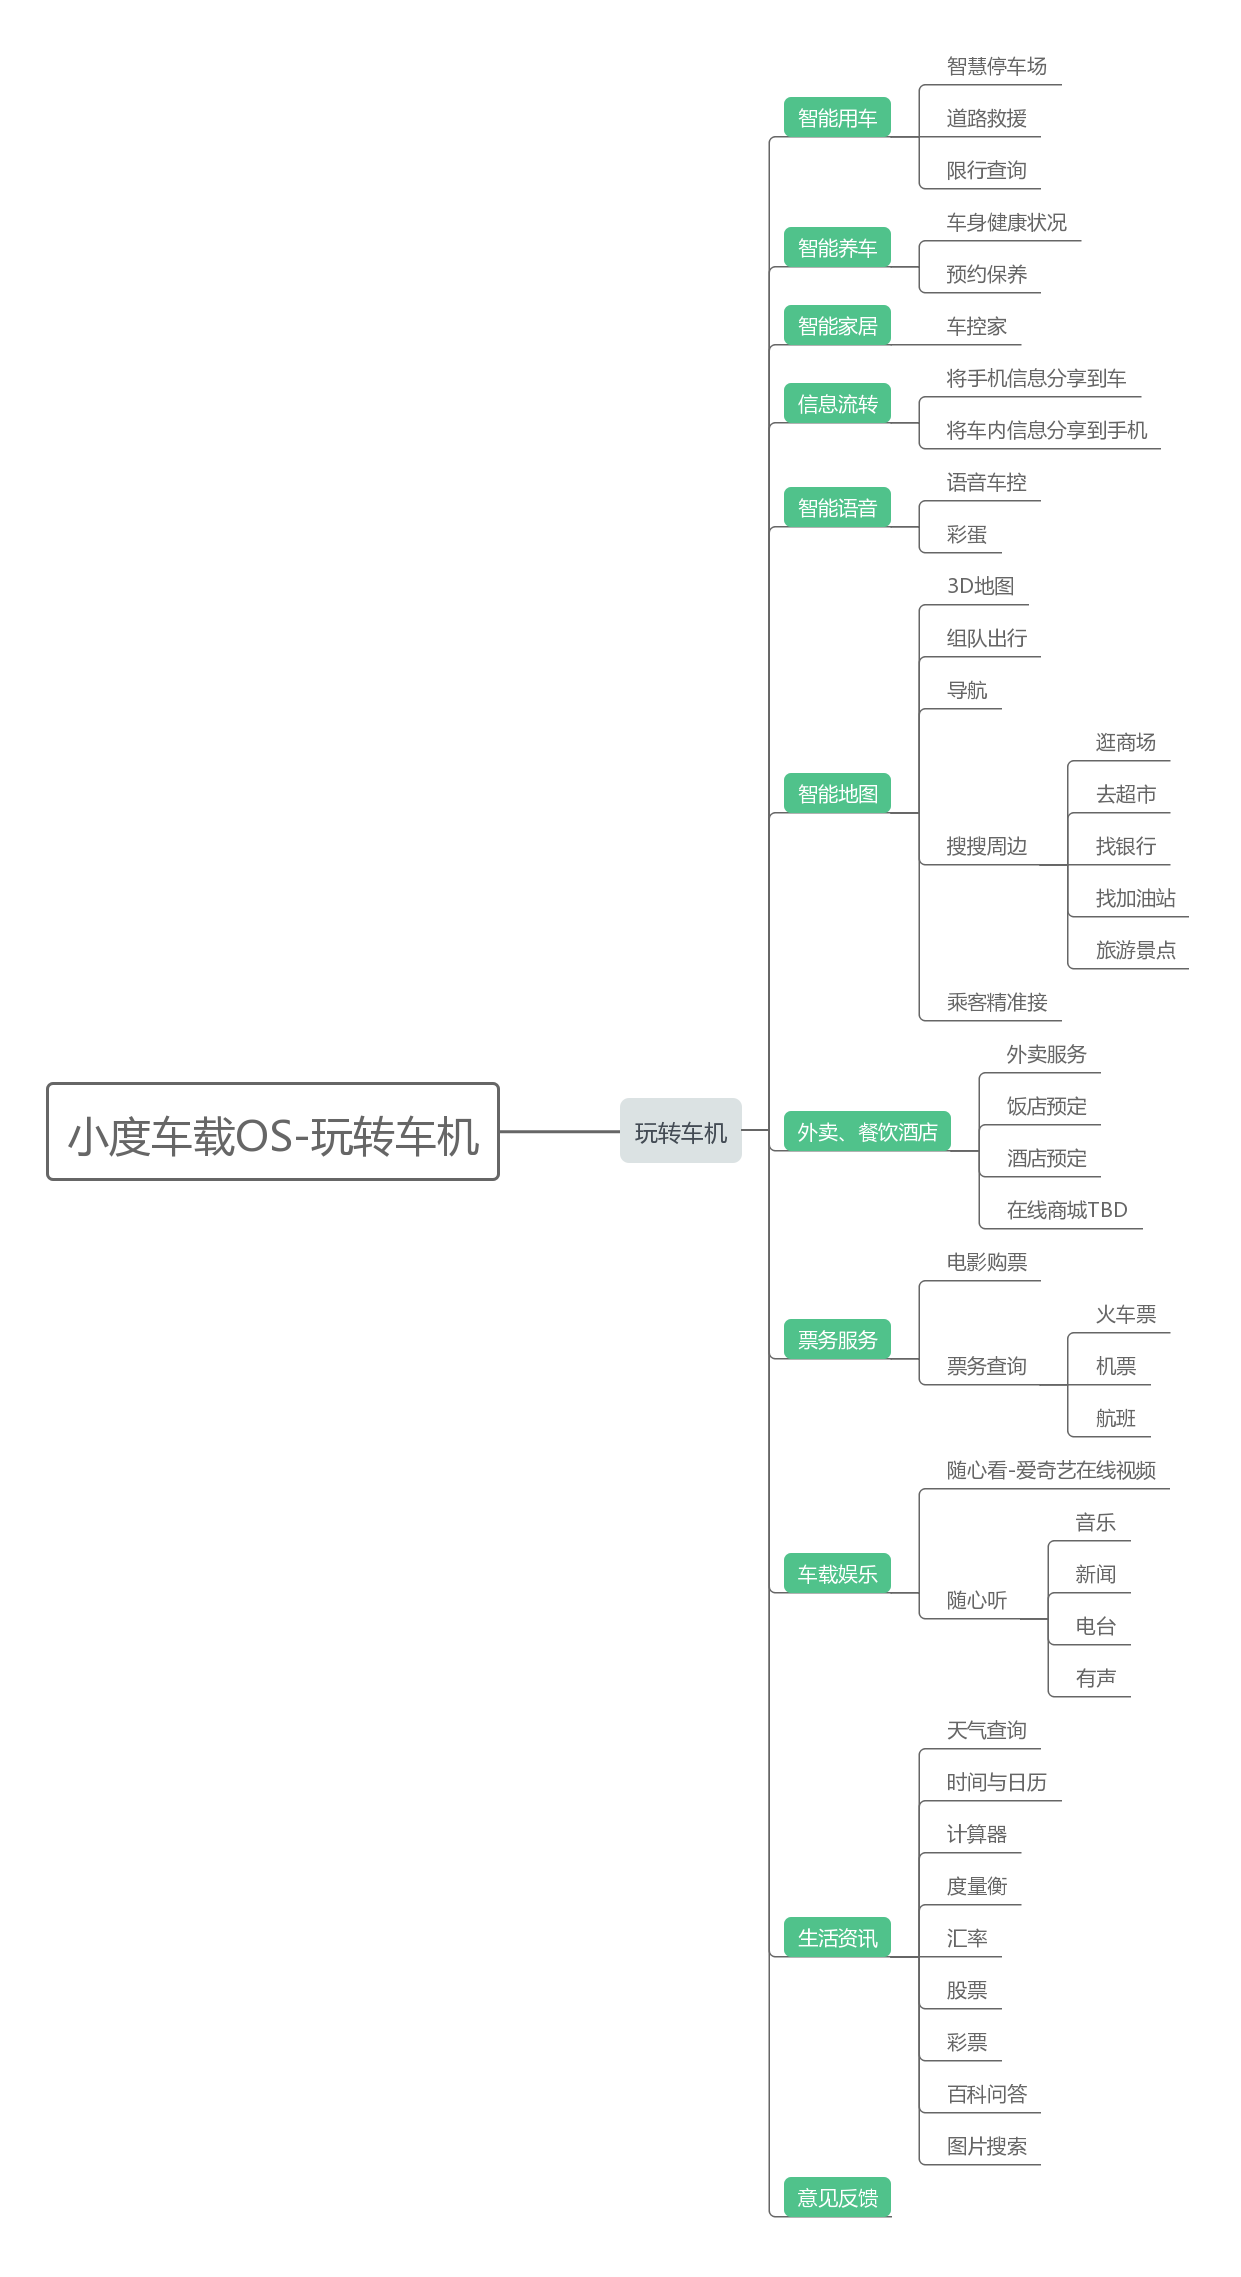 小度车载OS-玩转车机
玩转车机
智能用车
智慧停车场
道路救援
限行查询
智能养车
车身健康状况
预约保养
智能家居
车控家
信息流转
将手机信息分享到车
将车内信息分享到手机
智能语音
语音车控
彩蛋
智能地图
3D地图
组队出行
导航
搜搜周边
逛商场
去超市
找银行
找加油站
旅游景点
乘客精准接
外卖、餐饮酒店
外卖服务
饭店预定
酒店预定
在线商城TBD
票务服务
电影购票
票务查询
火车票
机票
航班
车载娱乐
随心看-爱奇艺在线视频
随心听
音乐
新闻
电台
有声
生活资讯
天气查询
时间与日历
计算器
度量衡
汇率
股票
彩票
百科问答
图片搜索
意见反馈